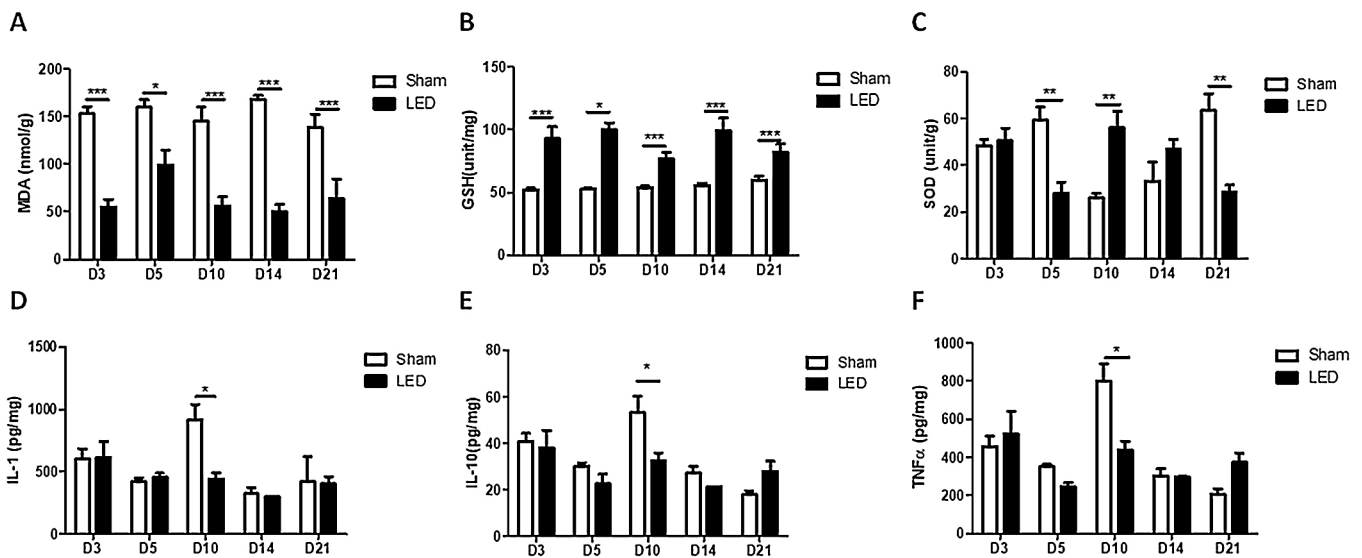 A
MDA (nmol/g)
200
150
100
50
0
*** * *** *** ***
D3 D5 D10 D14 D21
Sham
LED
B
GSH(unit/mg)
150
100
50
0
*** * *** *** ***
D3 D5 D10 D14 D21
Sham
LED
C
SOD (unit/g)
80
60
40
20
0
** ** **
D3 D5 D10 D14 D21
Sham
LED
D
IL-1 (pg/mg)
1500
1000
500
0
*
D3 D5 D10 D14 D21
Sham
LED
E
IL-10(pg/mg)
80
60
40
20
0
*
D3 D5 D10 D14 D21
Sham
LED
F
TNFα (pg/mg)
1000
800
600
400
200
0
*
D3 D5 D10 D14 D21
Sham
LED